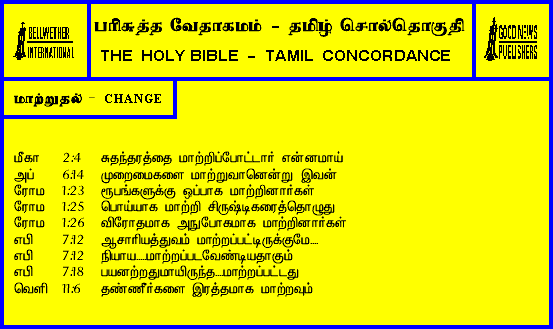 BELLWETHER
INTERNATIONAL
பரிசுத்த வேதாகமம் - தமிழ் சொல்தொகுதி
THE HOLY BIBLE - TAMIL CONCORDANCE
GOOD NEWS
PUBLISHERS
மாற்றுதல் - CHANGE
மீகா 2:4 சுதந்தரத்தை மாற்றிப்போட்டார் என்னமாய்
அப் 6:14 முறைமைகளை மாற்றுவானென்று இவன்
ரோம 1:23 ரூபங்களுக்கு ஒப்பாக மாற்றினார்கள்
ரோம 1:25 பொய்யாக மாற்றி சிருஷ்டிகரைத்தொழுது
ரோம 1:26 விரோதமாக அநுபோகமாக மாற்றினார்கள்
எபி 7:12 ஆசாரியத்துவம் மாற்றப்பட்டிருக்குமே....
எபி 7:12 நியாய....மாற்றப்படவேண்டியதாகும்
எபி 7:18 பயனற்றதுமாயிருந்த....மாற்றப்பட்டது
வெளி 11:6 தண்ணீர்களை இரத்தமாக மாற்றவும்